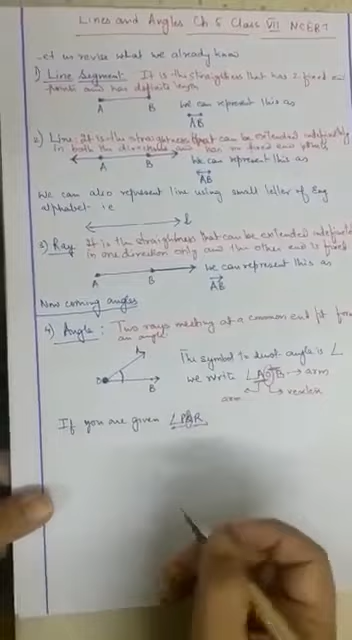 Lines and Angles Ch 5 Class VII NCERT
Let us revise what we already know
1) Line Segment - It is the straightness that has 2 fixed end
points and has definite length
A B We can represent this as
AB
2) Line: It is the straightness that can be extended indefinitely
in both the directions and has no fixed end points
A B We can represent this as
AB
We can also represent line using small letter of Eng
alphabet i.e
l
3) Ray It is the straightness that can be extended indefinite
in one direction only and the other end is fixed
A B We can represent this as
AB
Now coming angles
4) Angle: Two rays meeting at a common end pt form
an angle
A
O B
The symbol to denot angle is ∠
we write ∠AOB → arm
arm vertex
If you are given ∠PQR